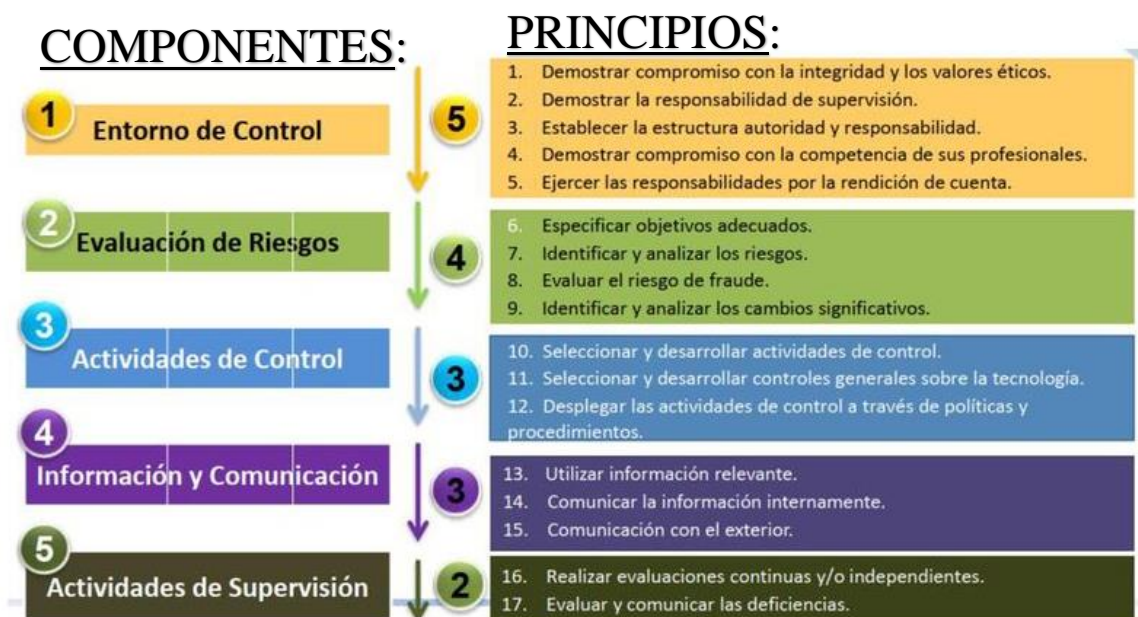 COMPONENTES:
PRINCIPIOS:
1
Entorno de Control
5
1. Demostrar compromiso con la integridad y los valores éticos.
2. Demostrar la responsabilidad de supervisión.
3. Establecer la estructura autoridad y responsabilidad.
4. Demostrar compromiso con la competencia de sus profesionales.
5. Ejercer las responsabilidades por la rendición de cuenta.
2
Evaluación de Riesgos
4
6. Especificar objetivos adecuados.
7. Identificar y analizar los riesgos.
8. Evaluar el riesgo de fraude.
9. Identificar y analizar los cambios significativos.
3
Actividades de Control
3
10. Seleccionar y desarrollar actividades de control.
11. Seleccionar y desarrollar controles generales sobre la tecnología.
12. Desplegar las actividades de control a través de políticas y
procedimientos.
4
Información y Comunicación
3
13. Utilizar información relevante.
14. Comunicar la información internamente.
15. Comunicación con el exterior.
5
Actividades de Supervisión
2
16. Realizar evaluaciones continuas y/o independientes.
17. Evaluar y comunicar las deficiencias.